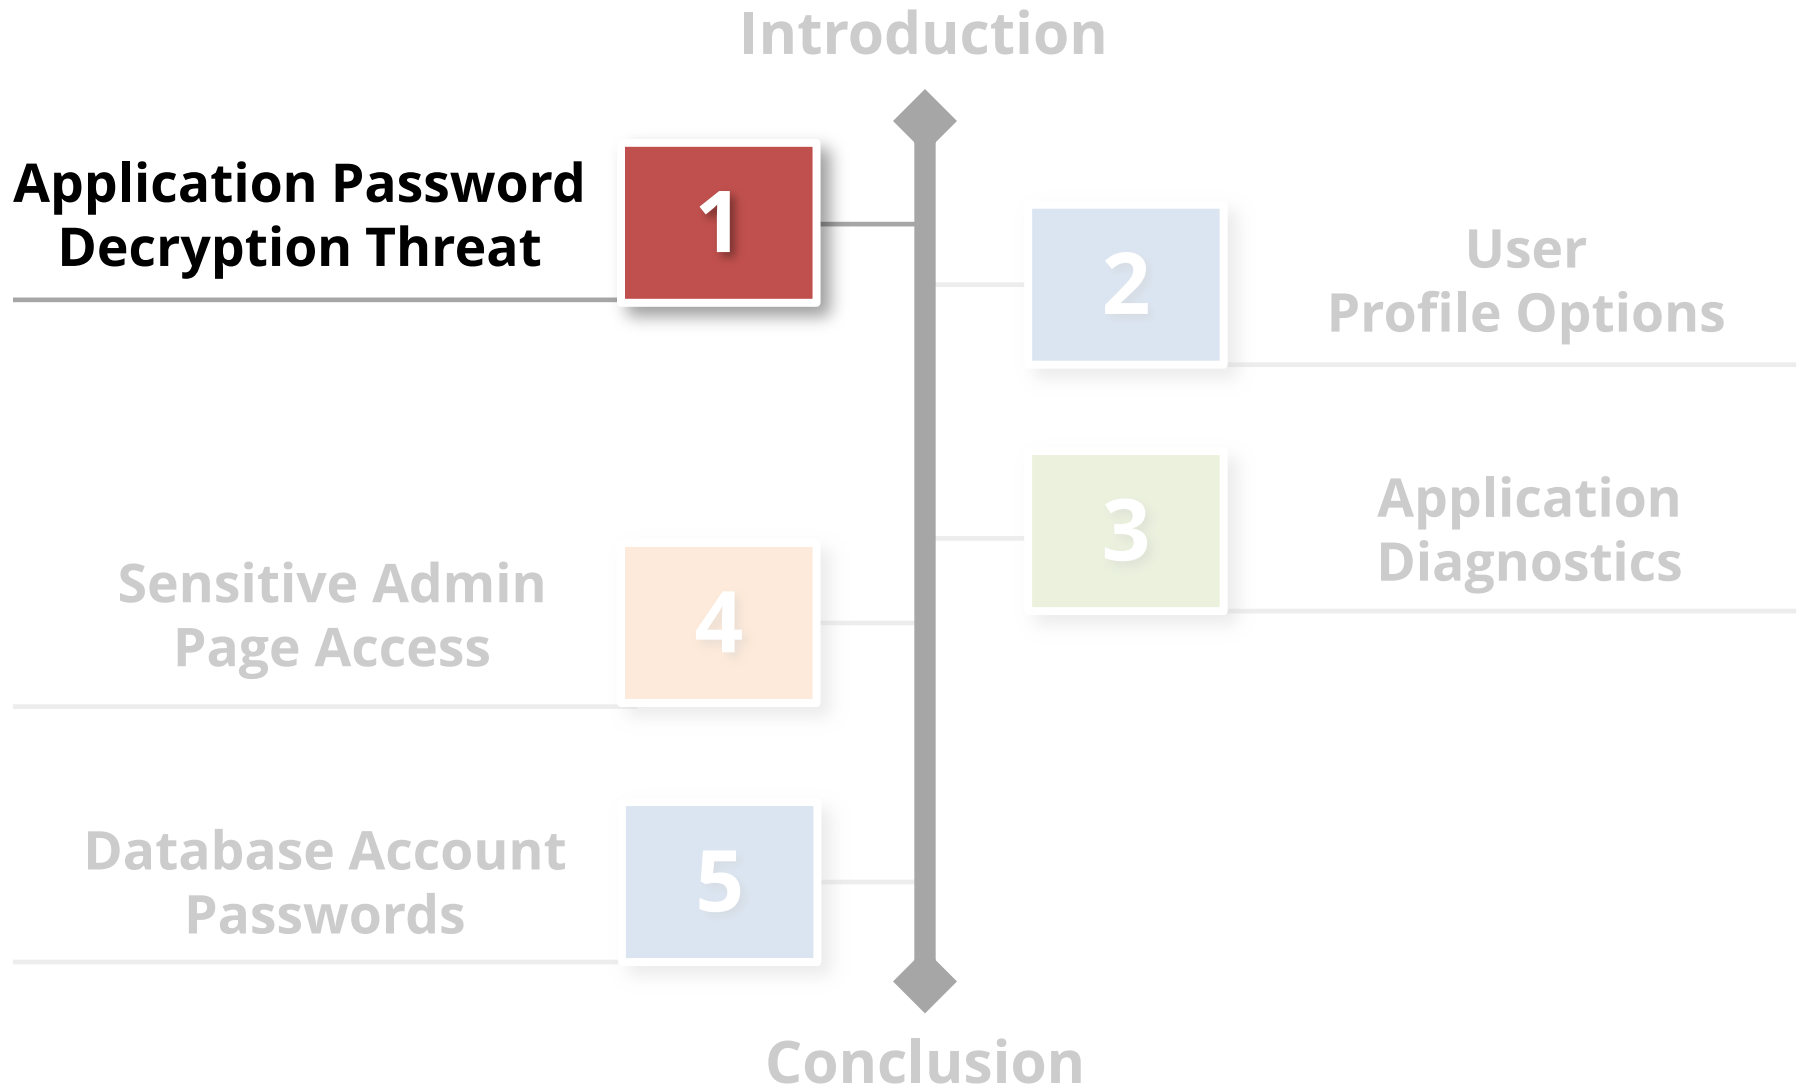 Introduction
Application Password
Decryption Threat
1
2
User
Profile Options
3
Application
Diagnostics
Sensitive Admin
Page Access
4
Database Account
Passwords
5
Conclusion